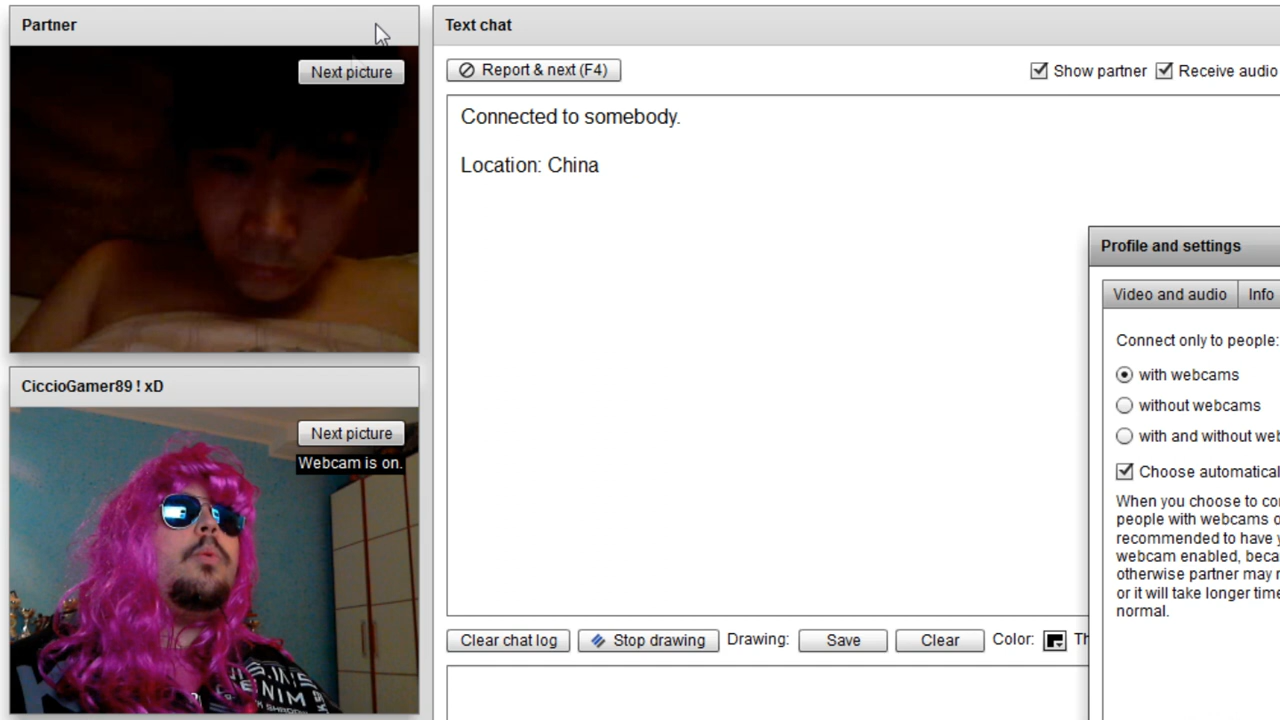 Partner
Next picture
CiccioGamer89 ! xD
Next picture
Webcam is on.
ENIM
Text chat
Report & next (F4)
Show partner
Receive audio
Connected to somebody.
Location: China
Clear chat log
Stop drawing
Drawing:
Save
Clear
Color:
Th
Profile and settings
Video and audio
Info
Connect only to people:
with webcams
without webcams
with and without web
Choose automatical
When you choose to co
people with webcams o
recommended to have y
webcam enabled, beca
otherwise partner may r
or it will take longer time
normal.